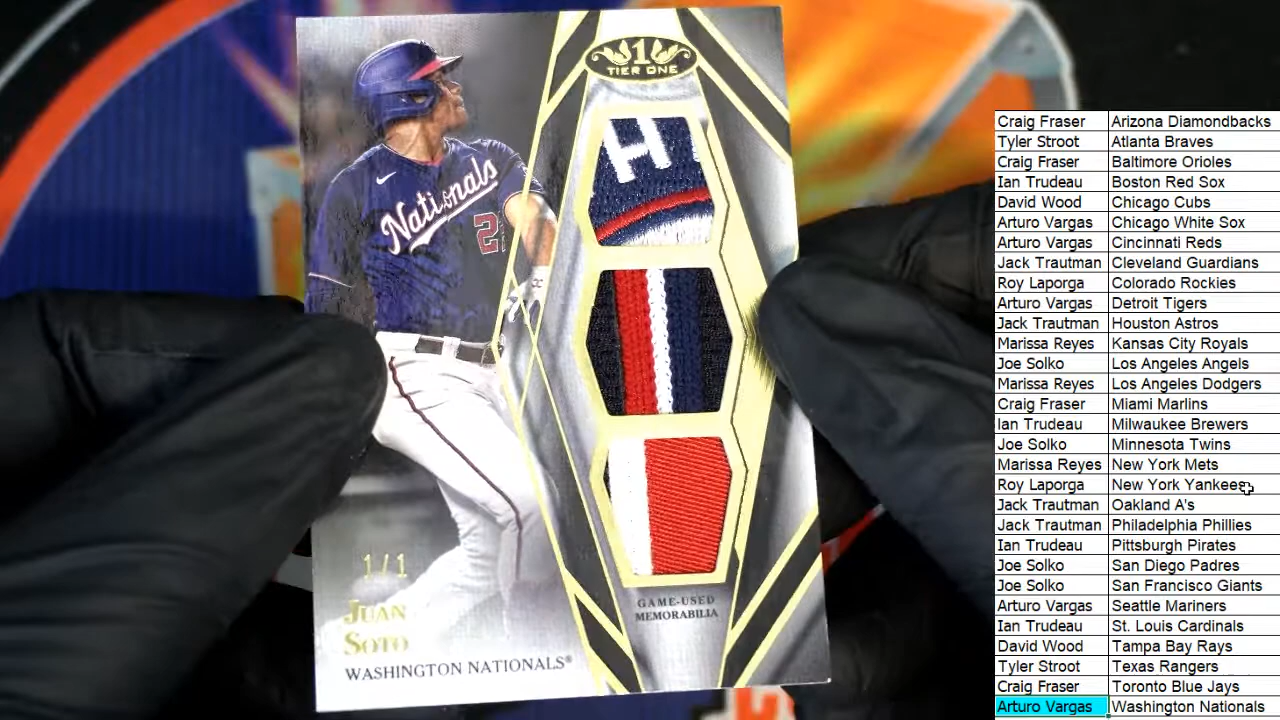 1
TIER ONE
H
Nationals
2
1/1
JUAN
SOTO
WASHINGTON NATIONALS®
GAME-USED
MEMORABILIA
Craig Fraser Arizona Diamondbacks
Tyler Stroot Atlanta Braves
Craig Fraser Baltimore Orioles
Ian Trudeau Boston Red Sox
David Wood Chicago Cubs
Arturo Vargas Chicago White Sox
Arturo Vargas Cincinnati Reds
Jack Trautman Cleveland Guardians
Roy Laporga Colorado Rockies
Arturo Vargas Detroit Tigers
Jack Trautman Houston Astros
Marissa Reyes Kansas City Royals
Joe Solko Los Angeles Angels
Marissa Reyes Los Angeles Dodgers
Craig Fraser Miami Marlins
Ian Trudeau Milwaukee Brewers
Joe Solko Minnesota Twins
Marissa Reyes New York Mets
Roy Laporga New York Yankees
Jack Trautman Oakland A's
Jack Trautman Philadelphia Phillies
Ian Trudeau Pittsburgh Pirates
Joe Solko San Diego Padres
Joe Solko San Francisco Giants
Arturo Vargas Seattle Mariners
Ian Trudeau St. Louis Cardinals
David Wood Tampa Bay Rays
Tyler Stroot Texas Rangers
Craig Fraser Toronto Blue Jays
Arturo Vargas Washington Nationals